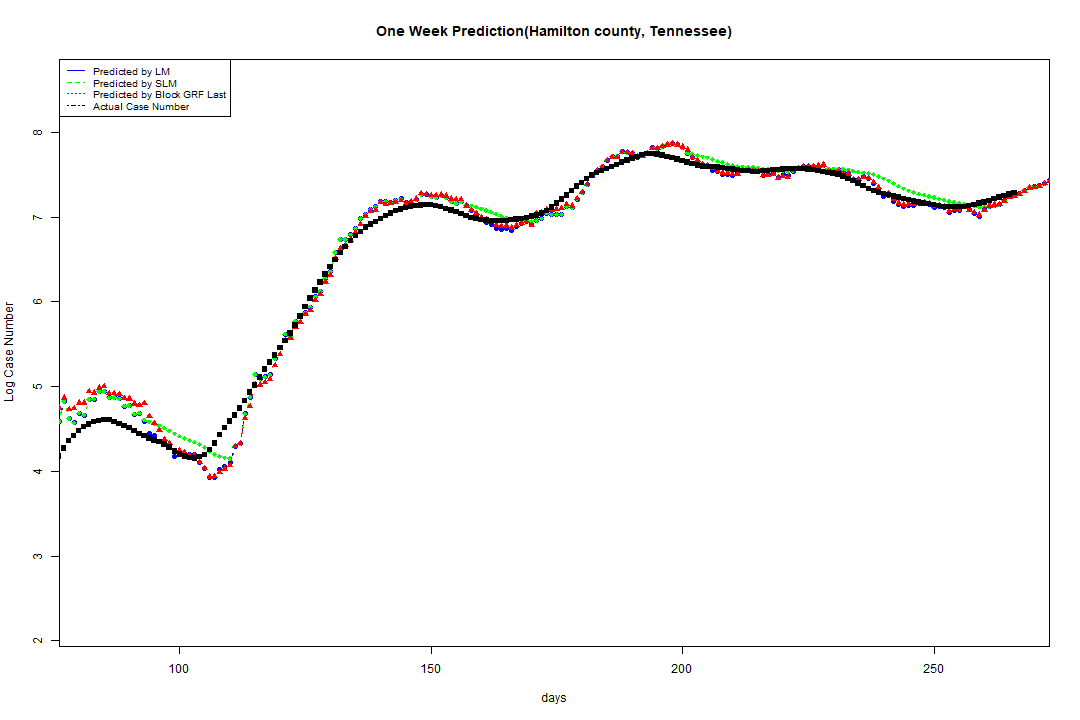 One Week Prediction(Hamilton county, Tennessee)
Predicted by LM
Predicted by SLM
Predicted by Block GRF Last
Actual Case Number
8
7
6
5
4
3
2
Log Case Number
100 150 200 250
days